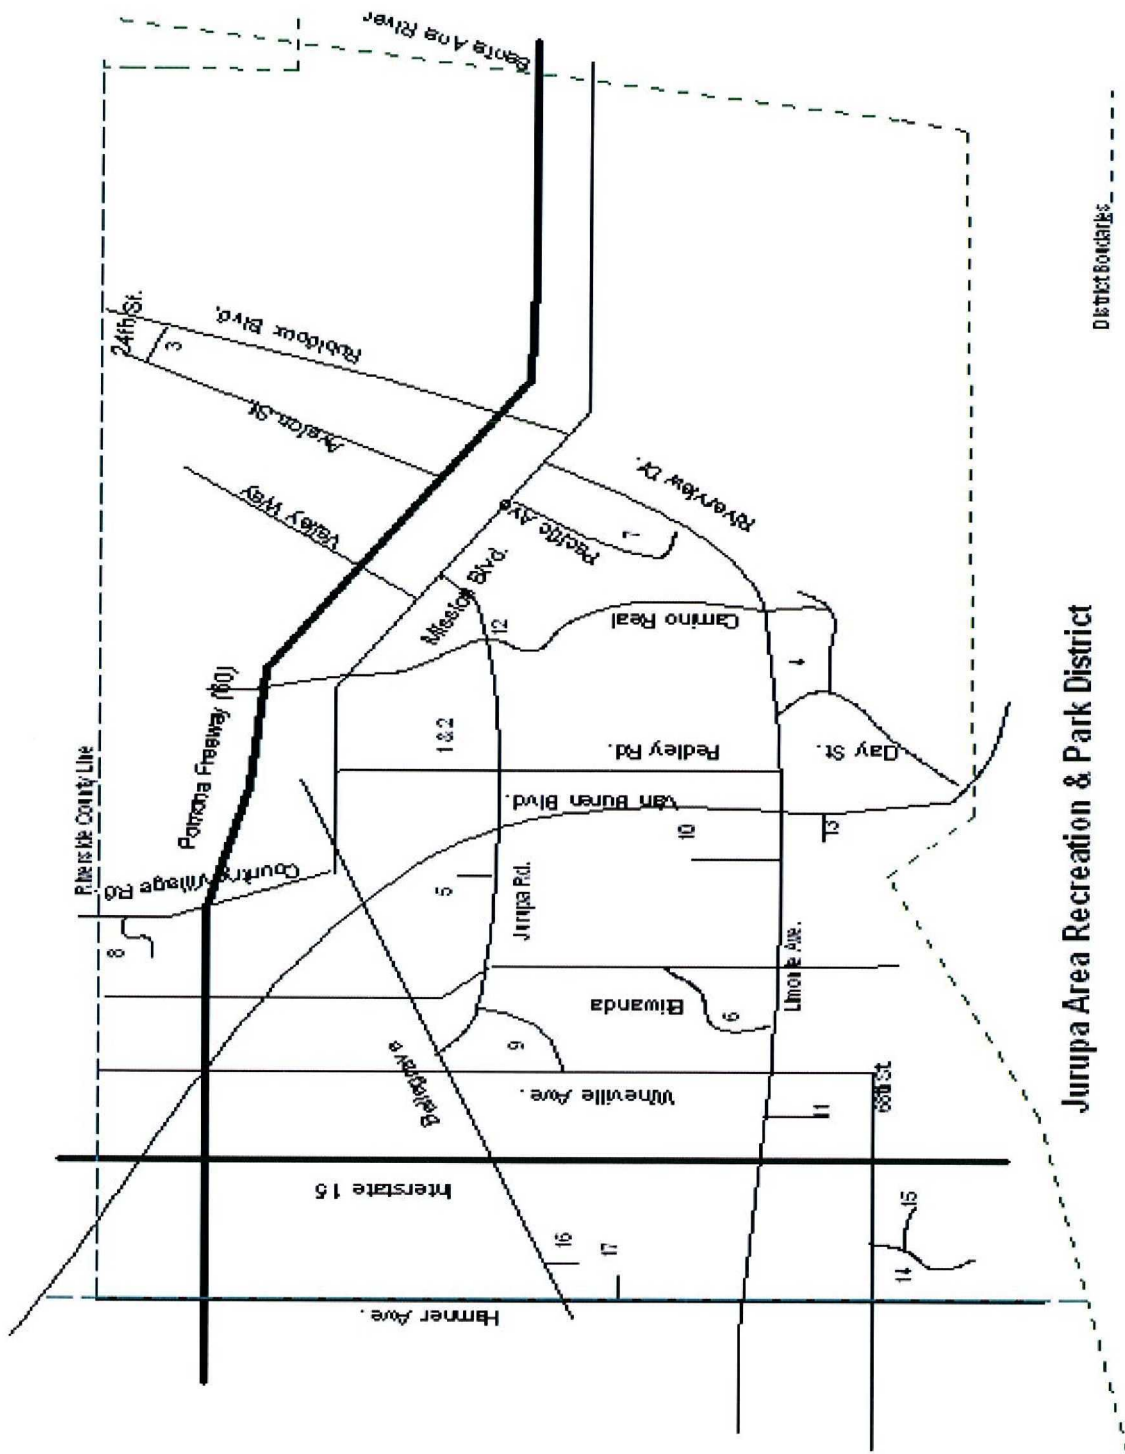 Santa Ana River
Riverside County Line
24th St.
3
Rubidoux Blvd.
Avalon St.
Valley Way
Pomona Freeway (60)
Country Village Rd
8
Mission Blvd.
Pacific Ave
7
Riverview Dr.
12
Camino Real
1 & 2
4
Pedley Rd.
Clay St.
Van Buren Blvd.
10
13
5
Jurupa Rd.
Limonite Ave.
Etiwanda
6
9
Bellegrave
Wineville Ave.
11
68th St.
Interstate 15
16
17
15
14
Hamner Ave.
District Boundaries
Jurupa Area Recreation & Park District